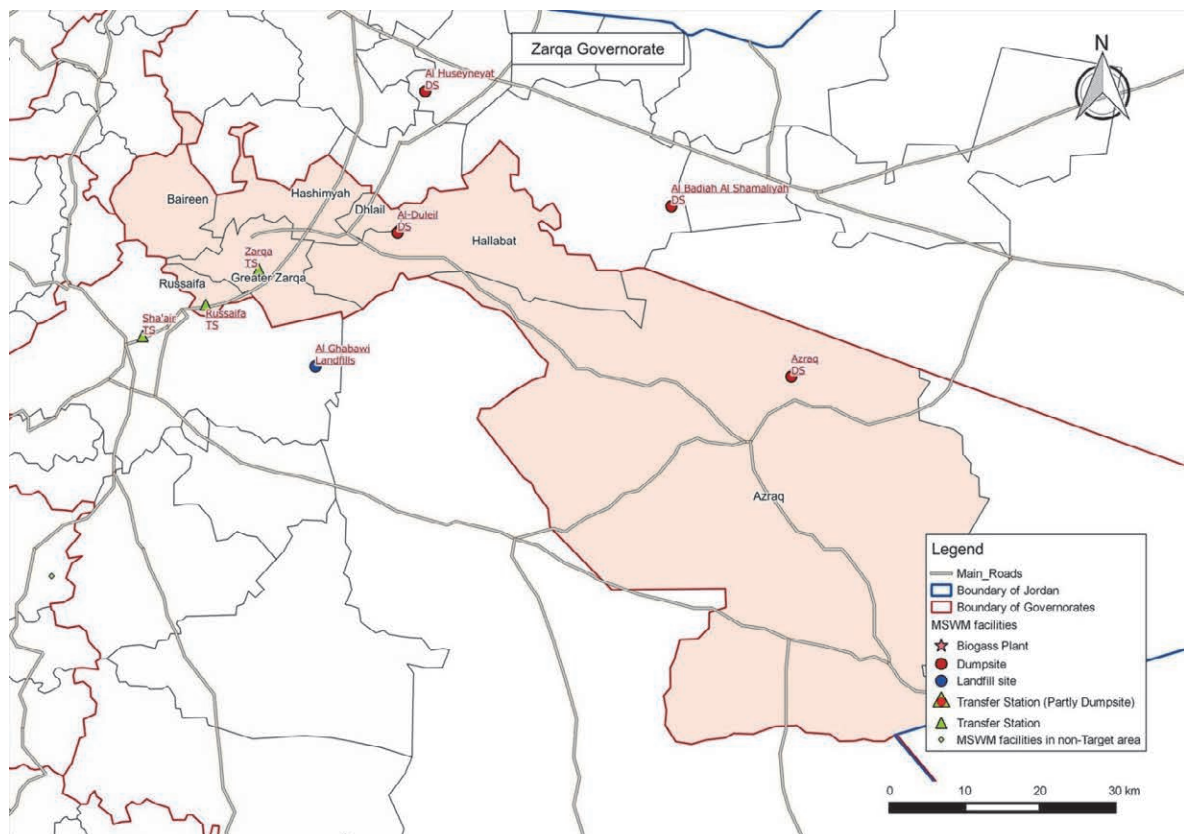 Zarqa Governorate
N
Al Huseyneyat
DS
Al Badiah Al Shamaliyah
DS
Baireen
Hashimyah
Dhlail
Al-Duleil
DS
Hallabat
Zarqa
TS
Russaifa
Greater Zarqa
Russaifa
TS
Sha'air
TS
Al Ghabawi
Landfills
Azraq
DS
Azraq
Legend
Main_Roads
Boundary of Jordan
Boundary of Governorates
MSWM facilities
Biogass Plant
Dumpsite
Landfill site
Transfer Station (Partly Dumpsite)
Transfer Station
MSWM facilities in non-Target area
0 10 20 30 km